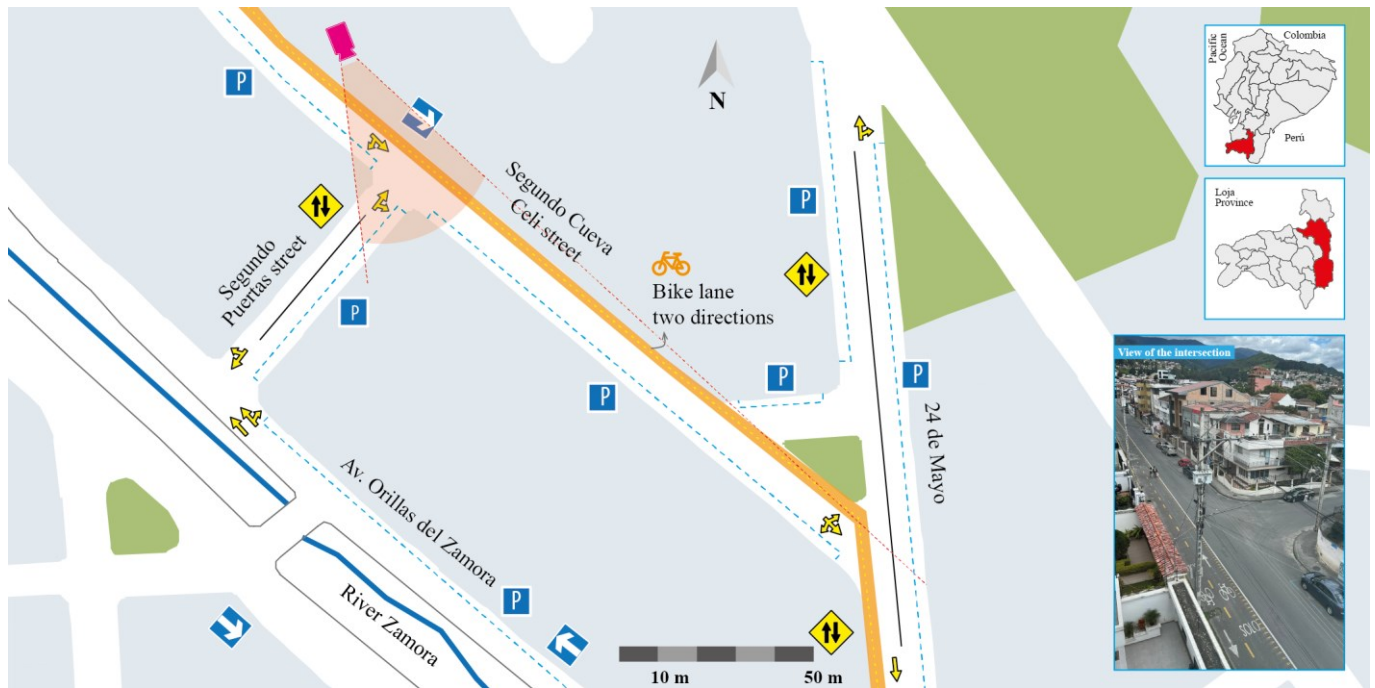 P
N
Segundo Cueva
Celi street
P
Segundo
Puertas street
P
Bike lane
two directions
P
P
P
24 de Mayo
Av. Orillas del Zamora
P
River Zamora
10 m
50 m
Pacific
Ocean
Colombia
Perú
Loja
Province
View of the intersection